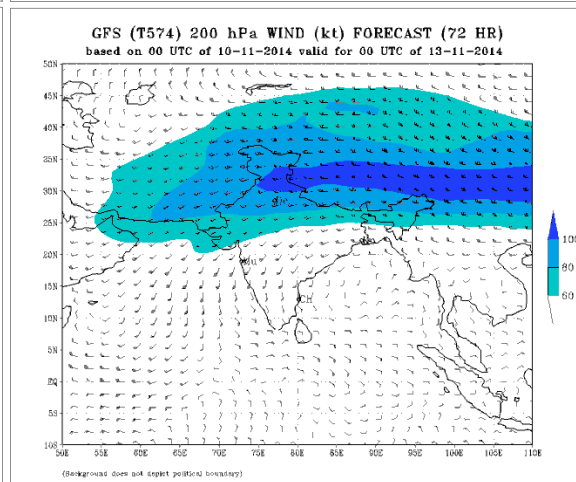 GFS (T574) 200 hPa WIND (kt) FORECAST (72 HR)
based on 00 UTC of 10-11-2014 valid for 00 UTC of 13-11-2014
50N
45N
40N
35N
30N
25N
20N
15N
10N
5N
EQ
5S
10S
50E 55E 60E 65E 70E 75E 80E 85E 90E 95E 100E 105E 110E
100
80
60
CH
(Background does not depict political boundary)